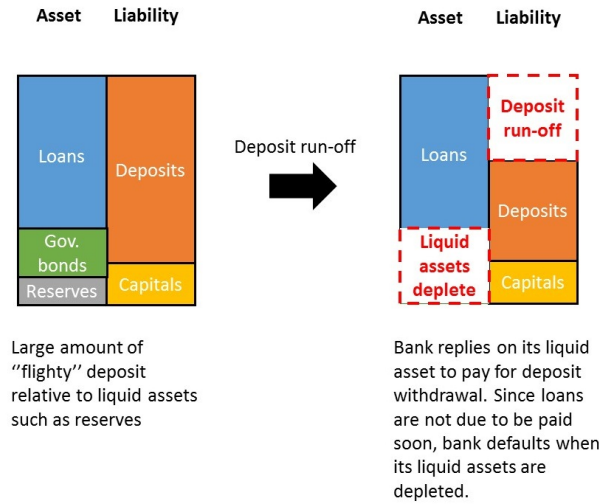 Asset Liability
Loans
Deposits
Gov.
bonds
Reserves
Capitals
Large amount of
‘’flighty’’ deposit
relative to liquid assets
such as reserves
Deposit run-off
Asset Liability
Deposit
run-off
Loans
Deposits
Liquid
assets
deplete
Capitals
Bank replies on its liquid
asset to pay for deposit
withdrawal. Since loans
are not due to be paid
soon, bank defaults when
its liquid assets are
depleted.